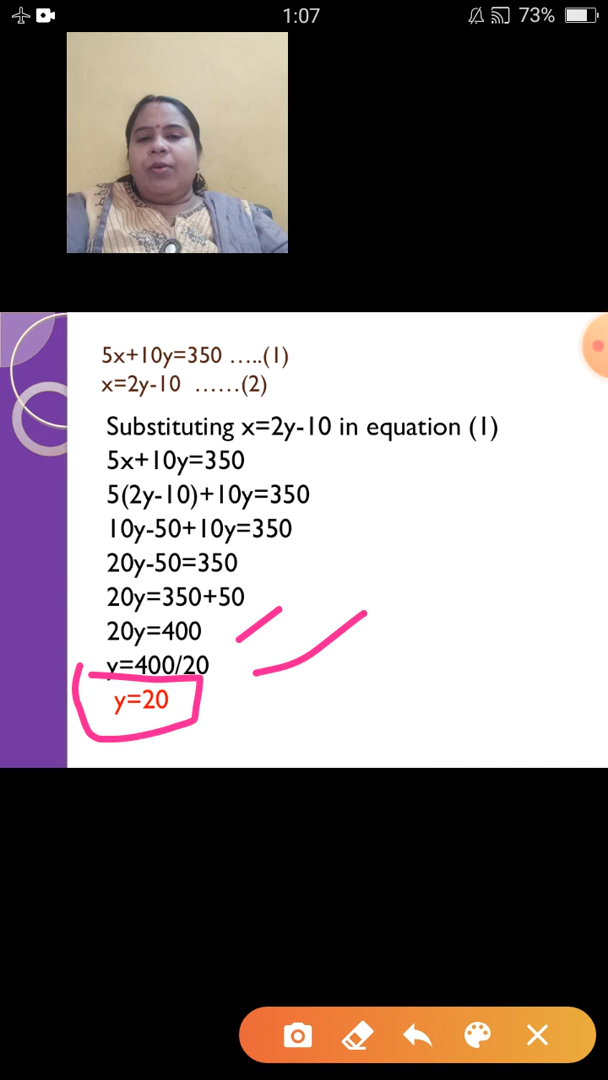 1:07
73%
5x+10y=350 .....(1)
x=2y-10 ......(2)
Substituting x=2y-10 in equation (1)
5x+10y=350
5(2y-10)+10y=350
10y-50+10y=350
20y-50=350
20y=350+50
20y=400
y=400/20
y=20